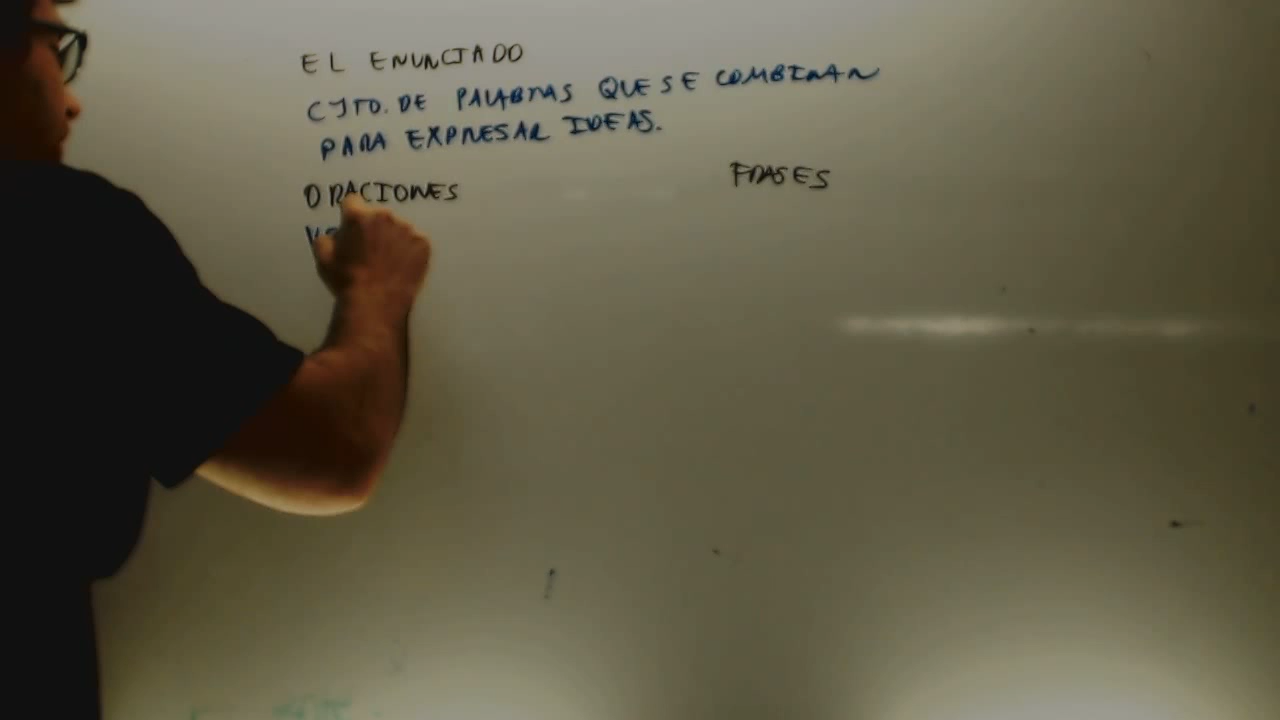 EL ENUNCIADO
CJTO. DE PALABRAS QUE SE COMBINAN
PARA EXPRESAR IDEAS.
ORACIONES
FRASES